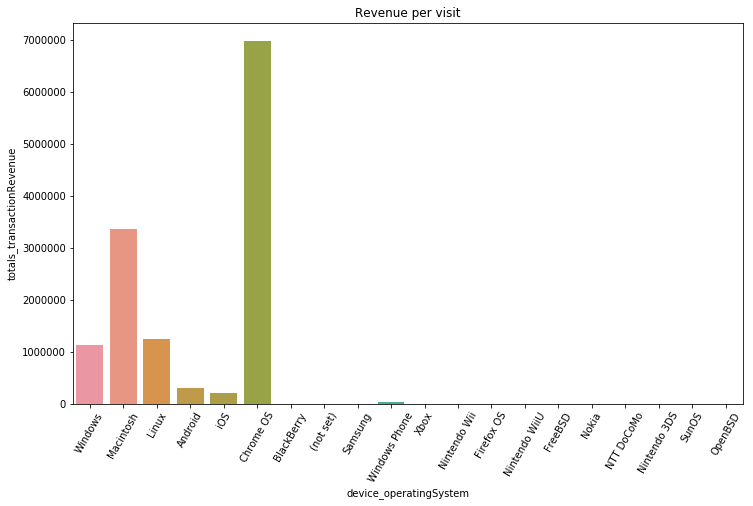 Revenue per visit
totals_transactionRevenue
7000000
6000000
5000000
4000000
3000000
2000000
1000000
0
Windows
Macintosh
Linux
Android
iOS
Chrome OS
BlackBerry
(not set)
Samsung
Windows Phone
Xbox
Nintendo Wii
Firefox OS
Nintendo WiiU
FreeBSD
Nokia
NTT DoCoMo
Nintendo 3DS
SunOS
OpenBSD
device_operatingSystem